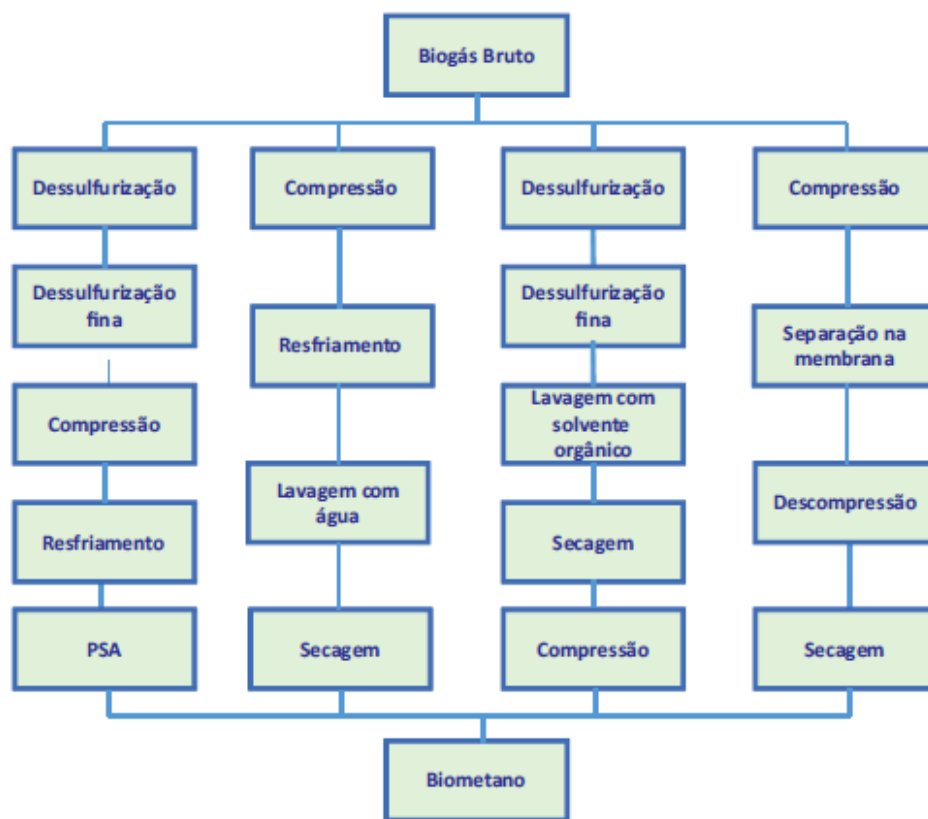 Biogás Bruto
Dessulfurização
Compressão
Dessulfurização
Compressão
Dessulfurização
fina
Dessulfurização
fina
Resfriamento
Separação na
membrana
Compressão
Lavagem com
solvente
orgânico
Lavagem com
água
Resfriamento
Secagem
Descompressão
PSA
Secagem
Compressão
Secagem
Biometano